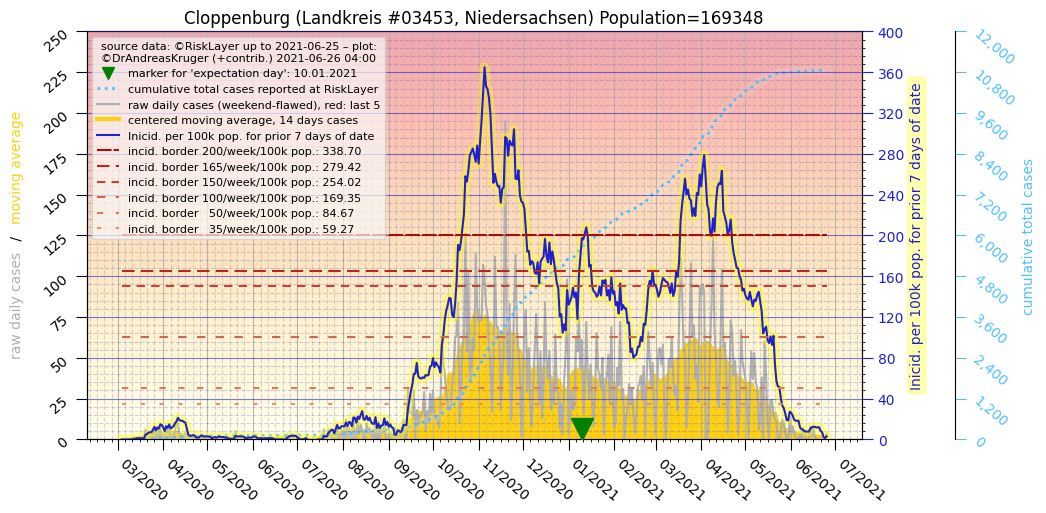 Cloppenburg (Landkreis #03453, Niedersachsen) Population=169348
source data: ©RiskLayer up to 2021-06-25 – plot:
©DrAndreasKruger (+contrib.) 2021-06-26 04:00
marker for 'expectation day': 10.01.2021
cumulative total cases reported at RiskLayer
raw daily cases (weekend-flawed), red: last 5
centered moving average, 14 days cases
Inicid. per 100k pop. for prior 7 days of date
incid. border 200/week/100k pop.: 338.70
incid. border 165/week/100k pop.: 279.42
incid. border 150/week/100k pop.: 254.02
incid. border 100/week/100k pop.: 169.35
incid. border   50/week/100k pop.: 84.67
incid. border   35/week/100k pop.: 59.27
raw daily cases / moving average
250
225
200
175
150
125
100
75
50
25
0
400
360
320
280
240
200
160
120
80
40
0
Inicid. per 100k pop. for prior 7 days of date
12,000
10,800
9,600
8,400
7,200
6,000
4,800
3,600
2,400
1,200
0
cumulative total cases
03/2020
04/2020
05/2020
06/2020
07/2020
08/2020
09/2020
10/2020
11/2020
12/2020
01/2021
02/2021
03/2021
04/2021
05/2021
06/2021
07/2021